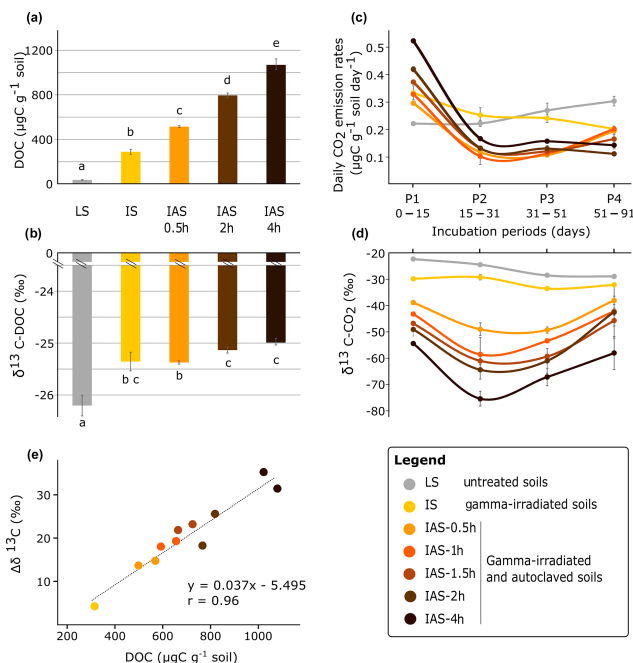 (a)
DOC (µgC g⁻¹ soil)
1200
800
400
0
a
b
c
d
e
LS
IS
IAS 0.5h
IAS 2h
IAS 4h
(b)
δ¹³ C-DOC (‰)
0
-24
-25
-26
a
b c
b
c
c
(c)
Daily CO₂ emission rates
(µgC g⁻¹ soil day⁻¹)
0.5
0.4
0.3
0.2
0.1
P1
P2
P3
P4
0 – 15
15 – 31
31 – 51
51 – 91
Incubation periods (days)
(d)
δ¹³ C-CO₂ (‰)
-20
-30
-40
-50
-60
-70
-80
(e)
Δδ ¹³C (‰)
30
20
10
y = 0.037x - 5.495
r = 0.96
200
400
600
800
1000
DOC (µgC g⁻¹ soil)
Legend
LS untreated soils
IS gamma-irradiated soils
IAS-0.5h
IAS-1h
IAS-1.5h
IAS-2h
IAS-4h
Gamma-irradiated
and autoclaved soils